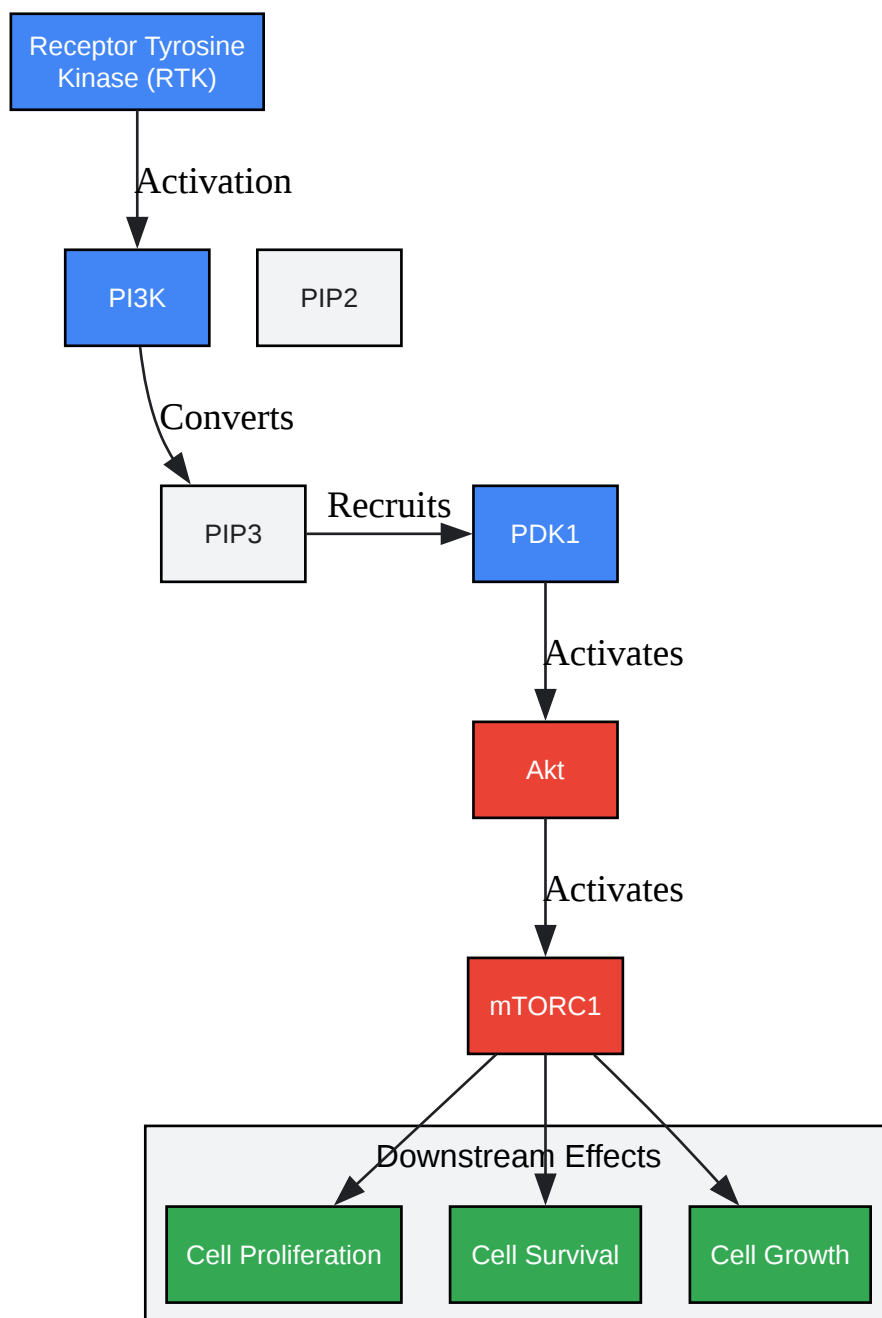 Receptor Tyrosine
Kinase (RTK)
Activation
PI3K
PIP2
Converts
PIP3
Recruits
PDK1
Activates
Akt
Activates
mTORC1
Downstream Effects
Cell Proliferation
Cell Survival
Cell Growth